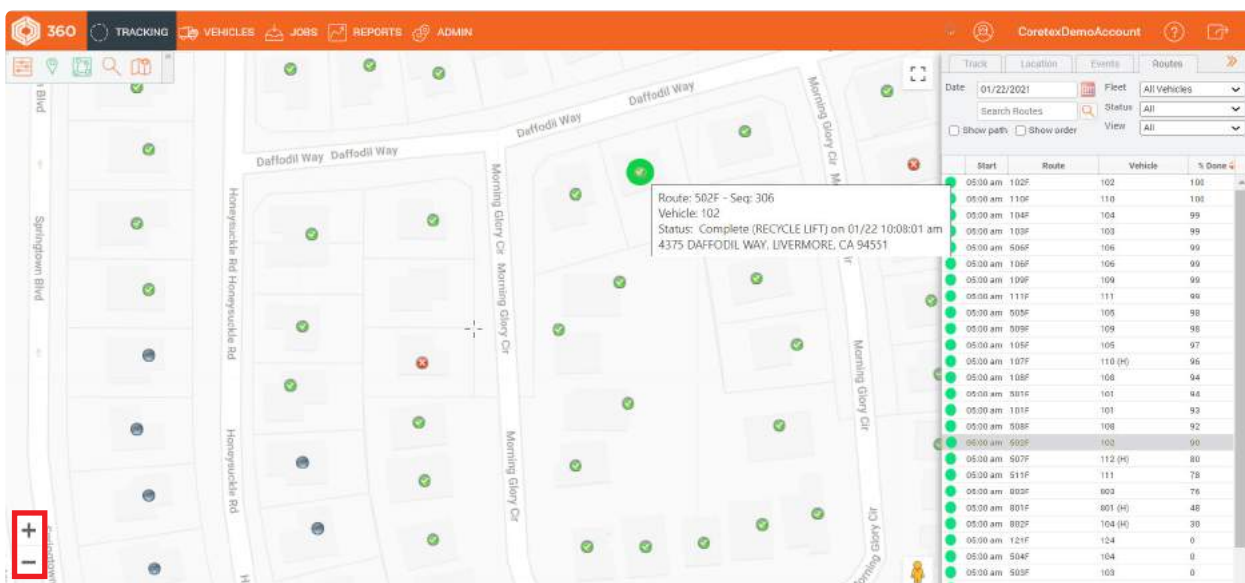 360 TRACKING VEHICLES JOBS REPORTS ADMIN CoretexDemoAccount ?
Track Location Events Routes
Date 01/22/2021 Fleet All Vehicles
Search Routes Status All
Show path Show order View All
Start Route Vehicle % Done
05:00 am 102F 102 100
05:00 am 110F 110 100
05:00 am 104F 104 99
05:00 am 103F 103 99
05:00 am 506F 106 99
05:00 am 106F 106 99
05:00 am 109F 109 99
05:00 am 111F 111 99
05:00 am 505F 105 98
05:00 am 509F 109 98
05:00 am 105F 105 97
05:00 am 107F 110 (H) 96
05:00 am 108F 108 94
05:00 am 501F 101 94
05:00 am 101F 101 93
05:00 am 508F 108 92
05:00 am 502F 102 90
05:00 am 507F 112 (H) 80
05:00 am 511F 111 78
05:00 am 803F 803 76
05:00 am 801F 801 (H) 48
05:00 am 802F 104 (H) 30
05:00 am 121F 124 0
05:00 am 504F 104 0
05:00 am 503F 103 0
Blvd
Springtown Blvd
Daffodil Way Daffodil Way
Daffodil Way
Daffodil Way
Honeysuckle Rd Honeysuckle Rd
Honeysuckle Rd
Morning Glory Cir Morning Glory Cir
Morning Glory Cir
Morning Glory Cir
Morning Glory Cir
Morning Glory Cir
Route: 502F - Seq: 306
Vehicle: 102
Status: Complete (RECYCLE LIFT) on 01/22 10:08:01 am
4375 DAFFODIL WAY, LIVERMORE, CA 94551
+
−